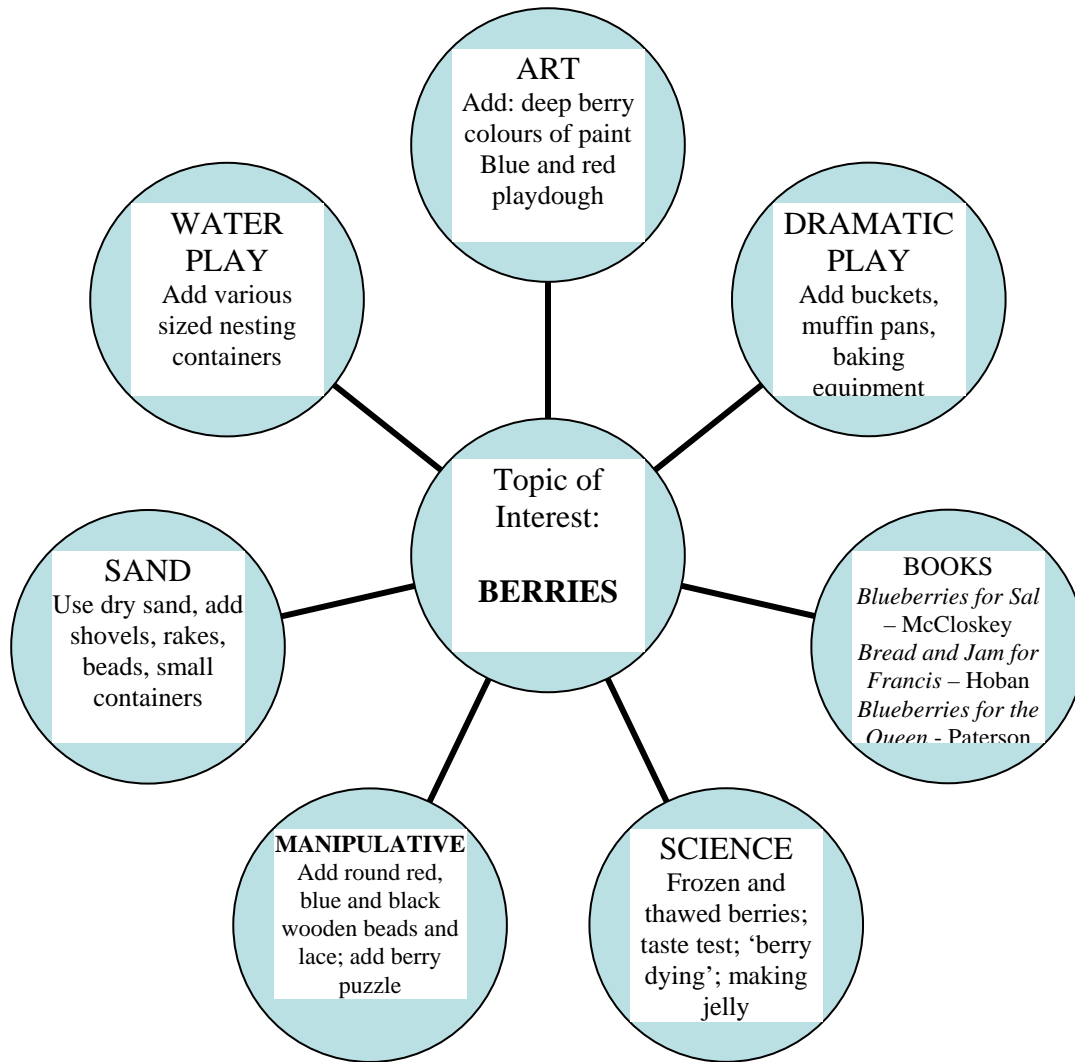 ART
Add: deep berry
colours of paint
Blue and red
playdough
WATER
PLAY
Add various
sized nesting
containers
DRAMATIC
PLAY
Add buckets,
muffin pans,
baking
equipment
Topic of
Interest:
BERRIES
SAND
Use dry sand, add
shovels, rakes,
beads, small
containers
BOOKS
Blueberries for Sal
– McCloskey
Bread and Jam for
Francis – Hoban
Blueberries for the
Queen - Paterson
MANIPULATIVE
Add round red,
blue and black
wooden beads and
lace; add berry
puzzle
SCIENCE
Frozen and
thawed berries;
taste test; ‘berry
dying’; making
jelly